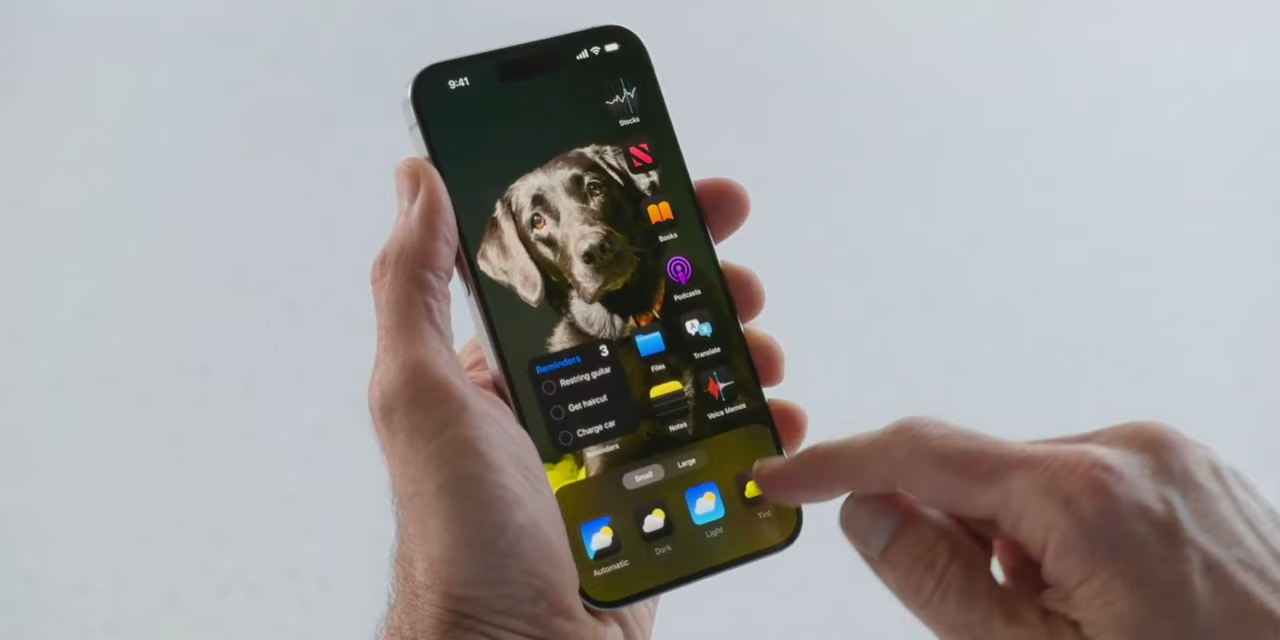 9:41
Stocks
Books
Podcasts
Reminders 3
Restring guitar
Get haircut
Charge car
Files
Translate
Notes
Voice Memos
Small Large
Automatic Dark Light Tint